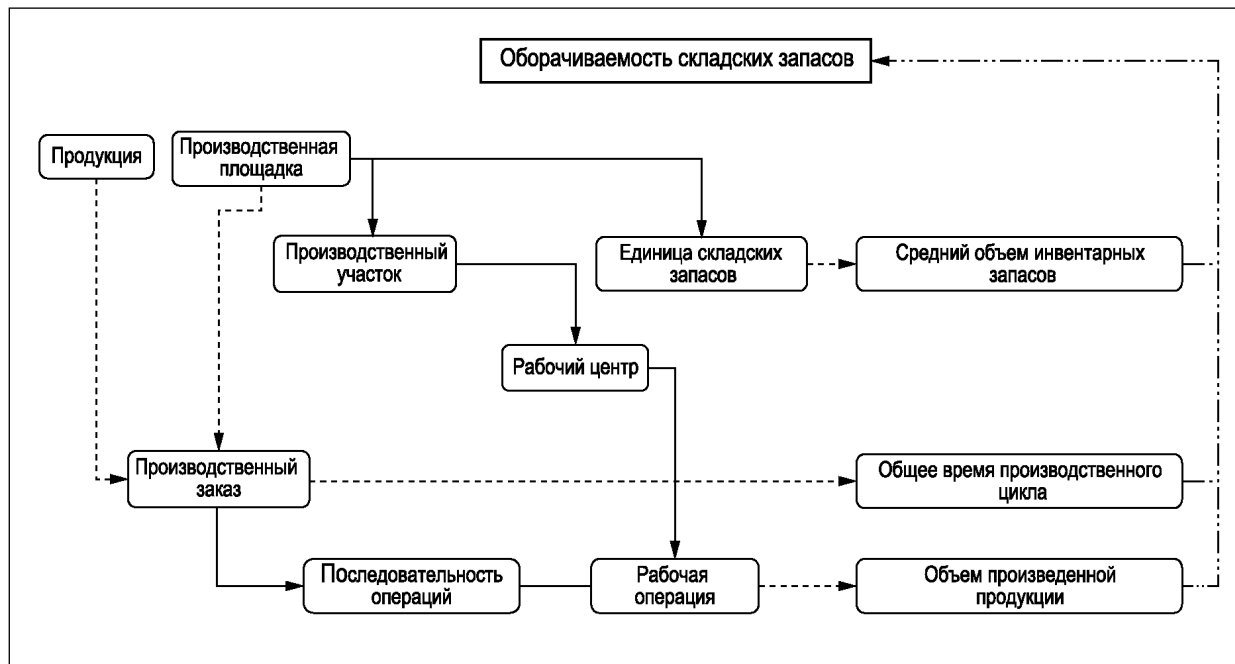 Оборачиваемость складских запасов
Продукция
Производственная
площадка
Производственный
участок
Единица складских
запасов
Средний объем инвентарных
запасов
Рабочий центр
Производственный
заказ
Общее время производственного
цикла
Последовательность
операций
Рабочая
операция
Объем произведенной
продукции